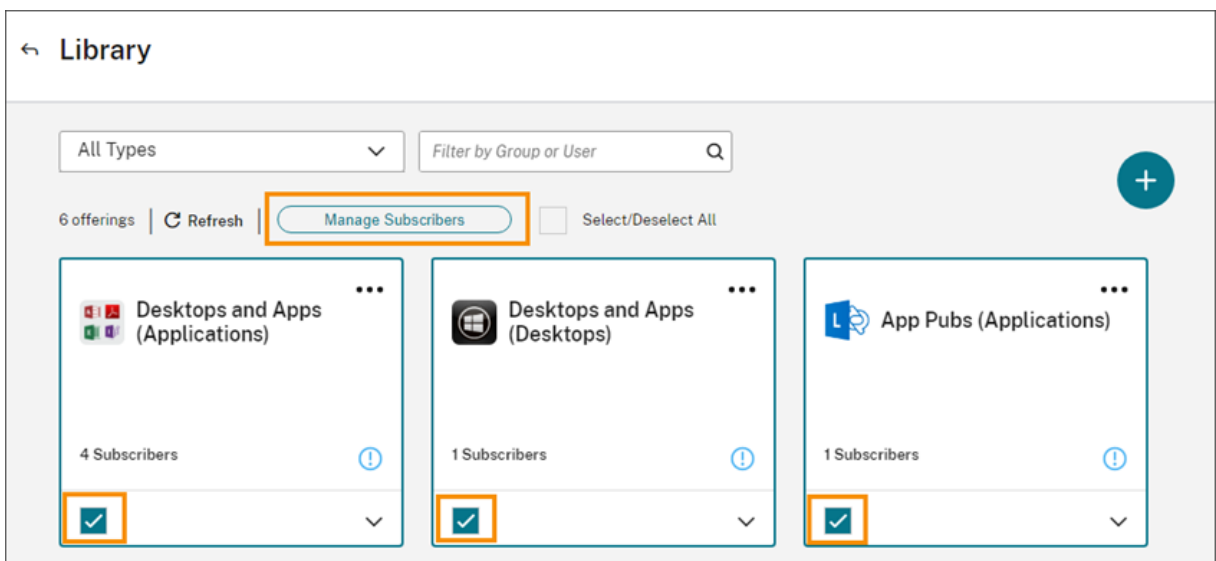 Library
All Types
Filter by Group or User
6 offerings
Refresh
Manage Subscribers
Select/Deselect All
Desktops and Apps
(Applications)
4 Subscribers
Desktops and Apps
(Desktops)
1 Subscribers
L
App Pubs (Applications)
1 Subscribers